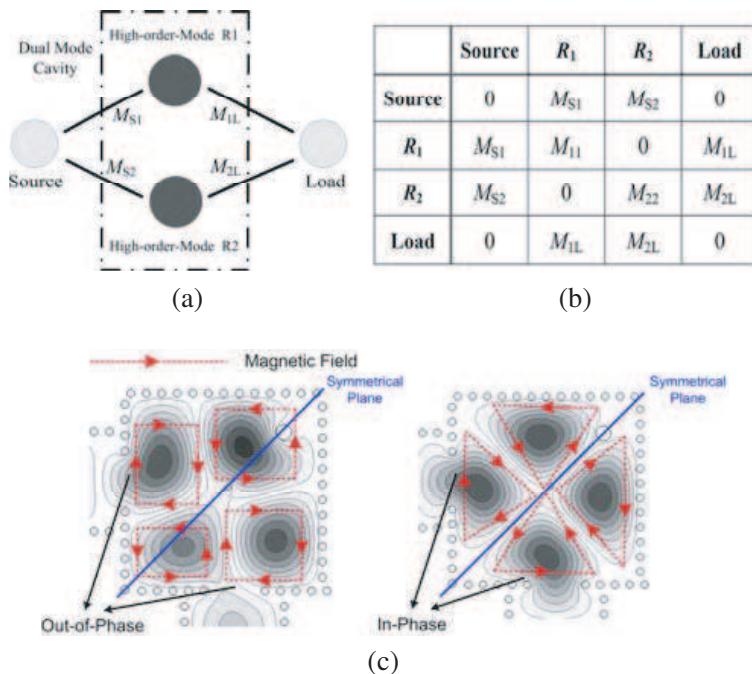 High-order-Mode R1
Dual Mode
Cavity
M_S1
M_1L
M_S2
M_2L
Source
Load
High-order-Mode R2
(a)
Source R_1 R_2 Load
Source 0 M_S1 M_S2 0
R_1 M_S1 M_11 0 M_1L
R_2 M_S2 0 M_22 M_2L
Load 0 M_1L M_2L 0
(b)
Magnetic Field
Symmetrical
Plane
Symmetrical
Plane
Out-of-Phase
In-Phase
(c)